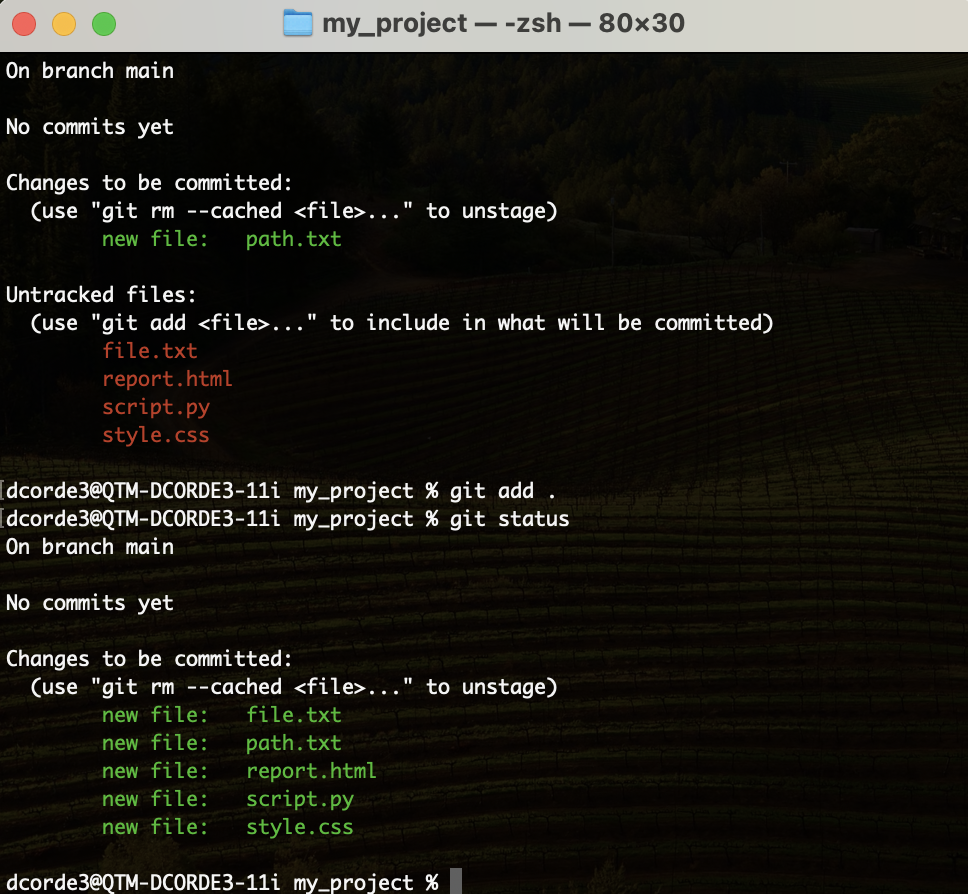 my_project — -zsh — 80×30
On branch main
No commits yet
Changes to be committed:
  (use "git rm --cached <file>..." to unstage)
        new file:   path.txt
Untracked files:
  (use "git add <file>..." to include in what will be committed)
        file.txt
        report.html
        script.py
        style.css
[dcorde3@QTM-DCORDE3-11i my_project % git add .
[dcorde3@QTM-DCORDE3-11i my_project % git status
On branch main
No commits yet
Changes to be committed:
  (use "git rm --cached <file>..." to unstage)
        new file:   file.txt
        new file:   path.txt
        new file:   report.html
        new file:   script.py
        new file:   style.css
dcorde3@QTM-DCORDE3-11i my_project %